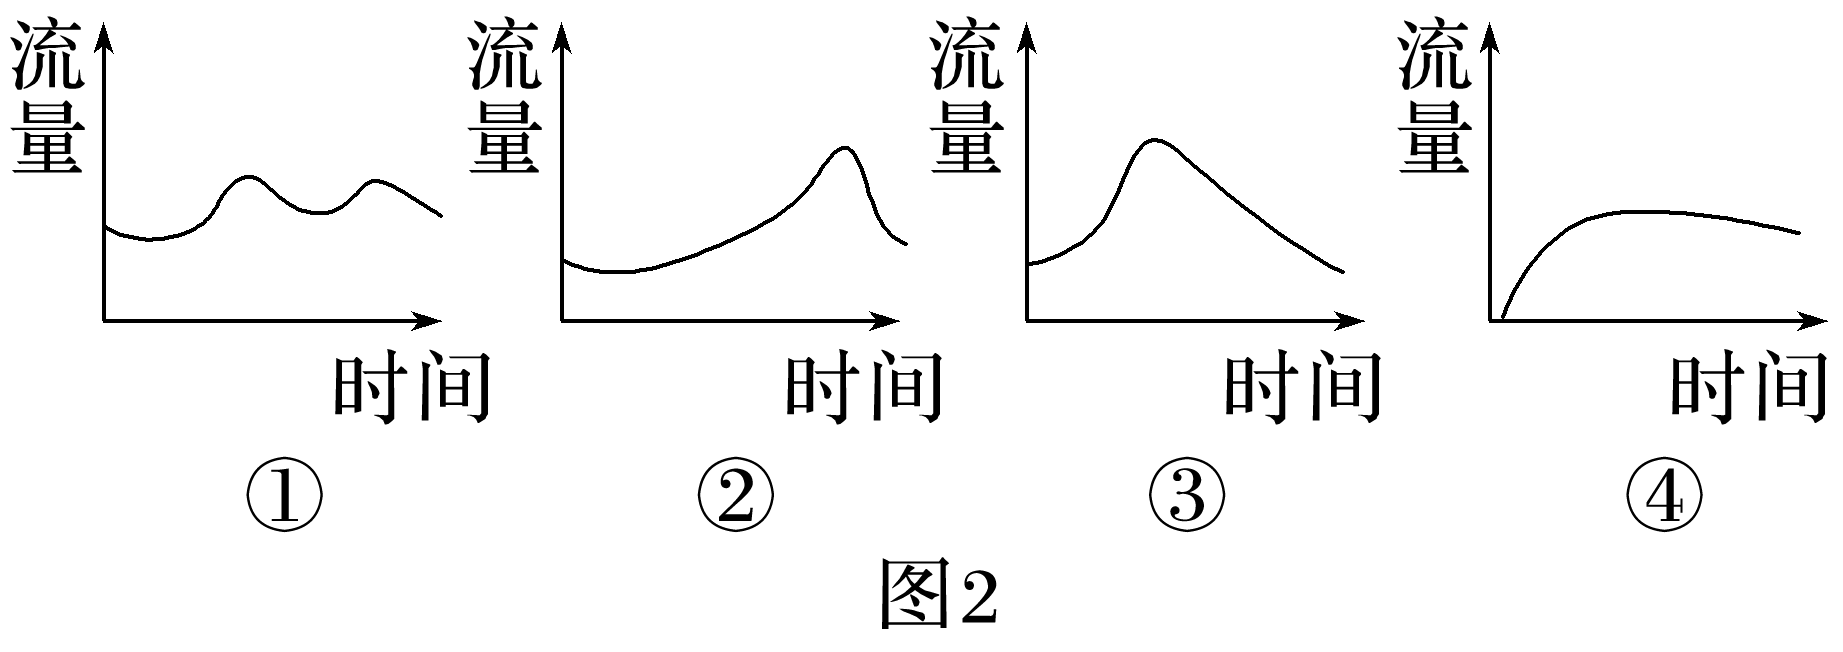 流量 流量 流量 流量
时间 时间 时间 时间
① ② ③ ④
图2